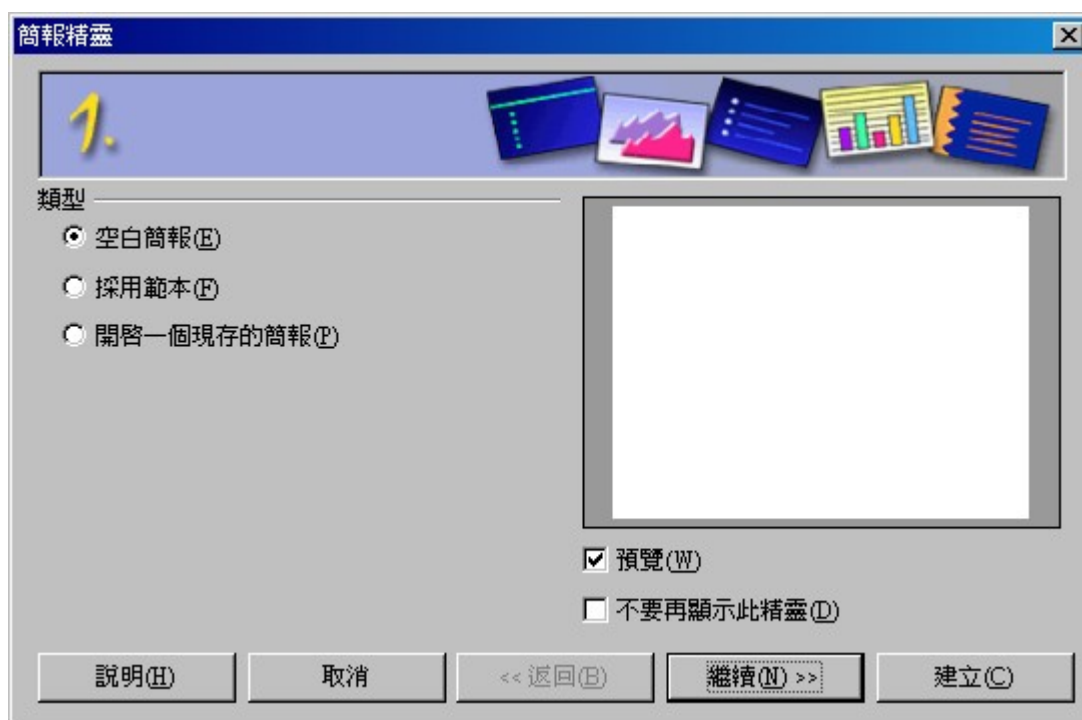 簡報精靈
1.
類型
空白簡報(E)
採用範本(F)
開啓一個現存的簡報(P)
預覽(W)
不要再顯示此精靈(D)
說明(H) 取消 << 返回(B) 繼續(N) >> 建立(C)